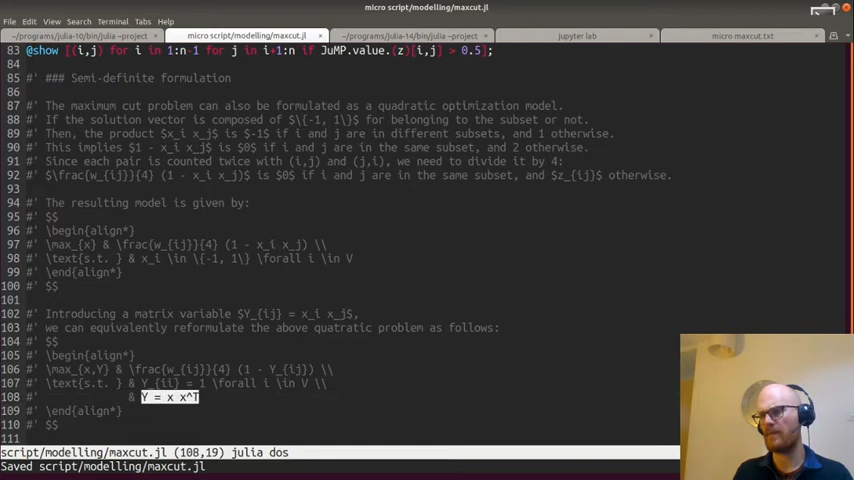 micro script/modelling/maxcut.jl
File Edit View Search Terminal Tabs Help
~/programs/julia-10/bin/julia --project × micro script/modelling/maxcut.jl × ~/programs/julia-14/bin/julia --project × jupyter lab × micro maxcut.txt ×
83 @show [(i,j) for i in 1:n-1 for j in i+1:n if JuMP.value.(z)[i,j] > 0.5];
84
85 #' ### Semi-definite formulation
86
87 #' The maximum cut problem can also be formulated as a quadratic optimization model.
88 #' If the solution vector is composed of $\{-1, 1\}$ for belonging to the subset or not.
89 #' Then, the product $x_i x_j$ is $-1$ if i and j are in different subsets, and 1 otherwise.
90 #' This implies $1 - x_i x_j$ is $0$ if i and j are in the same subset, and 2 otherwise.
91 #' Since each pair is counted twice with (i,j) and (j,i), we need to divide it by 4:
92 #' $\frac{w_{ij}}{4} (1 - x_i x_j)$ is $0$ if i and j are in the same subset, and $z_{ij}$ otherwise.
93
94 #' The resulting model is given by:
95 #' $$
96 #' \begin{align*}
97 #' \max_{x} & \frac{w_{ij}}{4} (1 - x_i x_j) \\
98 #' \text{s.t. } & x_i \in \{-1, 1\} \forall i \in V
99 #' \end{align*}
100 #' $$
101
102 #' Introducing a matrix variable $Y_{ij} = x_i x_j$,
103 #' we can equivalently reformulate the above quatratic problem as follows:
104 #' $$
105 #' \begin{align*}
106 #' \max_{x,Y} & \frac{w_{ij}}{4} (1 - Y_{ij}) \\
107 #' \text{s.t. } & Y_{ii} = 1 \forall i \in V \\
108 #' & Y = x x^T
109 #' \end{align*}
110 #' $$
111
script/modelling/maxcut.jl (108,19) julia dos
Saved script/modelling/maxcut.jl